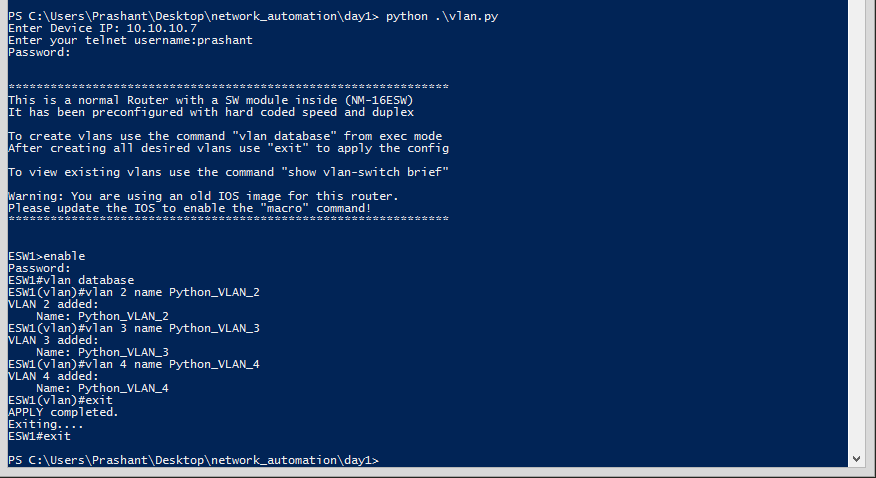 PS C:\Users\Prashant\Desktop\network_automation\day1> python .\vlan.py
Enter Device IP: 10.10.10.7
Enter your telnet username:prashant
Password:
***************************************************************
This is a normal Router with a SW module inside (NM-16ESW)
It has been preconfigured with hard coded speed and duplex
To create vlans use the command "vlan database" from exec mode
After creating all desired vlans use "exit" to apply the config
To view existing vlans use the command "show vlan-switch brief"
Warning: You are using an old IOS image for this router.
Please update the IOS to enable the "macro" command!
***************************************************************
ESW1>enable
Password:
ESW1#vlan database
ESW1(vlan)#vlan 2 name Python_VLAN_2
VLAN 2 added:
    Name: Python_VLAN_2
ESW1(vlan)#vlan 3 name Python_VLAN_3
VLAN 3 added:
    Name: Python_VLAN_3
ESW1(vlan)#vlan 4 name Python_VLAN_4
VLAN 4 added:
    Name: Python_VLAN_4
ESW1(vlan)#exit
APPLY completed.
Exiting....
ESW1#exit
PS C:\Users\Prashant\Desktop\network_automation\day1>